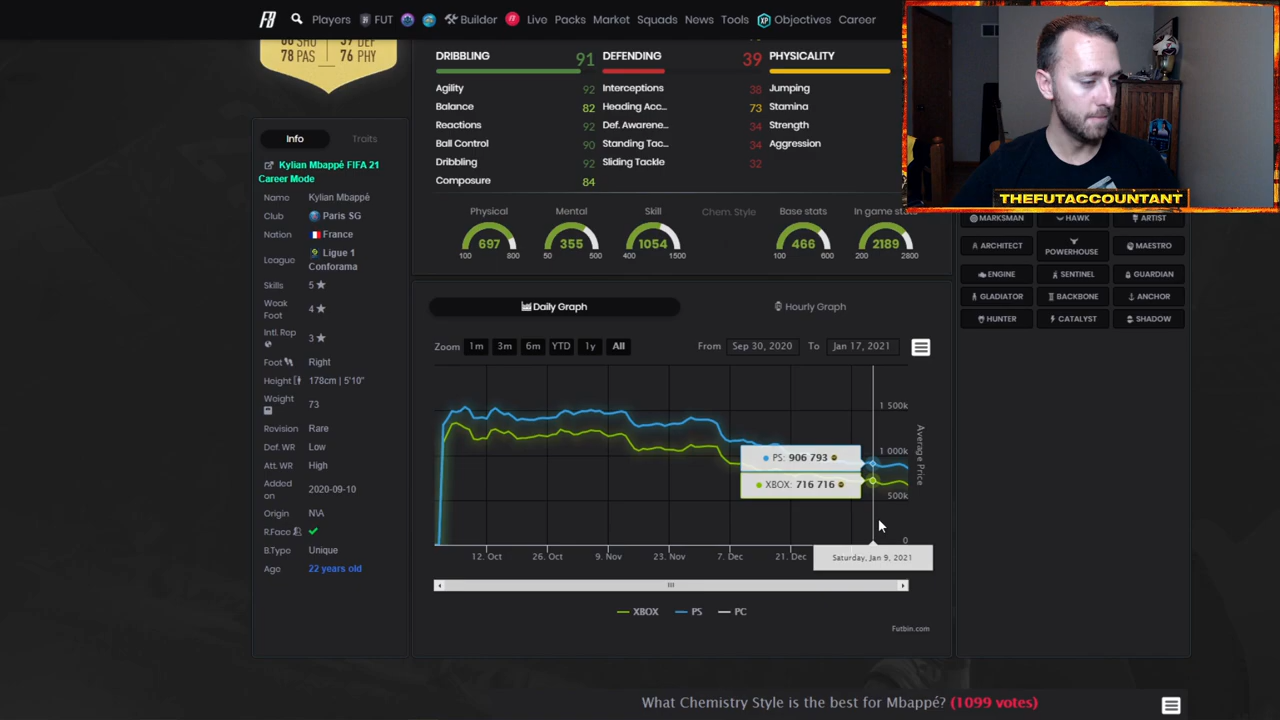 Players FUT Builder Live Packs Market Squads News Tools Objectives Career
78 PAS 76 PHY
DRIBBLING 91 DEFENDING 39 PHYSICALITY
Agility 92 Interceptions 38 Jumping
Balance 82 Heading Acc... 73 Stamina
Reactions 92 Def. Awarene... 34 Strength
Ball Control 90 Standing Tac... 34 Aggression
Dribbling 92 Sliding Tackle 32
Composure 84
THEFUTACCOUNTANT
Info Traits
Kylian Mbappé FIFA 21
Career Mode
Name Kylian Mbappé
Club Paris SG
Nation France
League Ligue 1
Conforama
Skills 5
Weak
Foot 4
Intl. Rep 3
Foot Right
Height 178cm | 5'10"
Weight 73
Revision Rare
Def. WR Low
Att. WR High
Added
on 2020-09-10
Origin N\A
R.Face
B.Type Unique
Age 22 years old
Physical Mental Skill Chem. Style Base stats In game stats
697 355 1054 466 2189
100 800 50 500 400 1500 100 600 200 2800
MARKSMAN HAWK ARTIST
ARCHITECT POWERHOUSE MAESTRO
ENGINE SENTINEL GUARDIAN
GLADIATOR BACKBONE ANCHOR
HUNTER CATALYST SHADOW
Daily Graph Hourly Graph
Zoom 1m 3m 6m YTD 1y All From Sep 30, 2020 To Jan 17, 2021
1 500k
1 000k
500k
0
Average Price
PS: 906 793
XBOX: 716 716
12. Oct 26. Oct 9. Nov 23. Nov 7. Dec 21. Dec Saturday, Jan 9, 2021
XBOX PS PC
Futbin.com
What Chemistry Style is the best for Mbappé? (1099 votes)